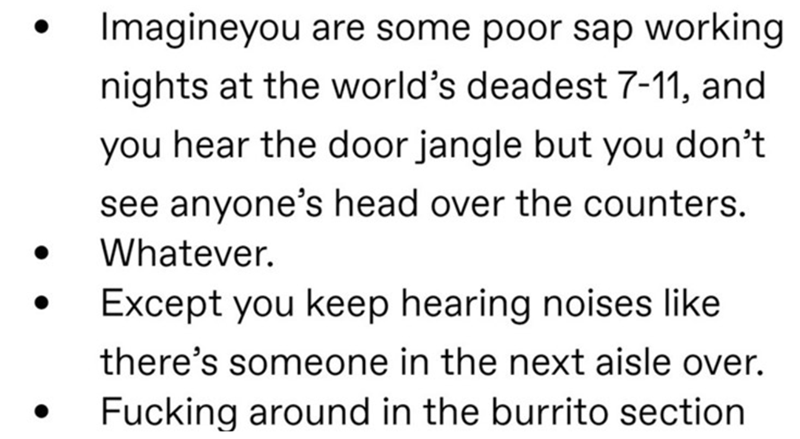 • Imagineyou are some poor sap working
nights at the world’s deadest 7-11, and
you hear the door jangle but you don’t
see anyone’s head over the counters.
• Whatever.
• Except you keep hearing noises like
there’s someone in the next aisle over.
• Fucking around in the burrito section